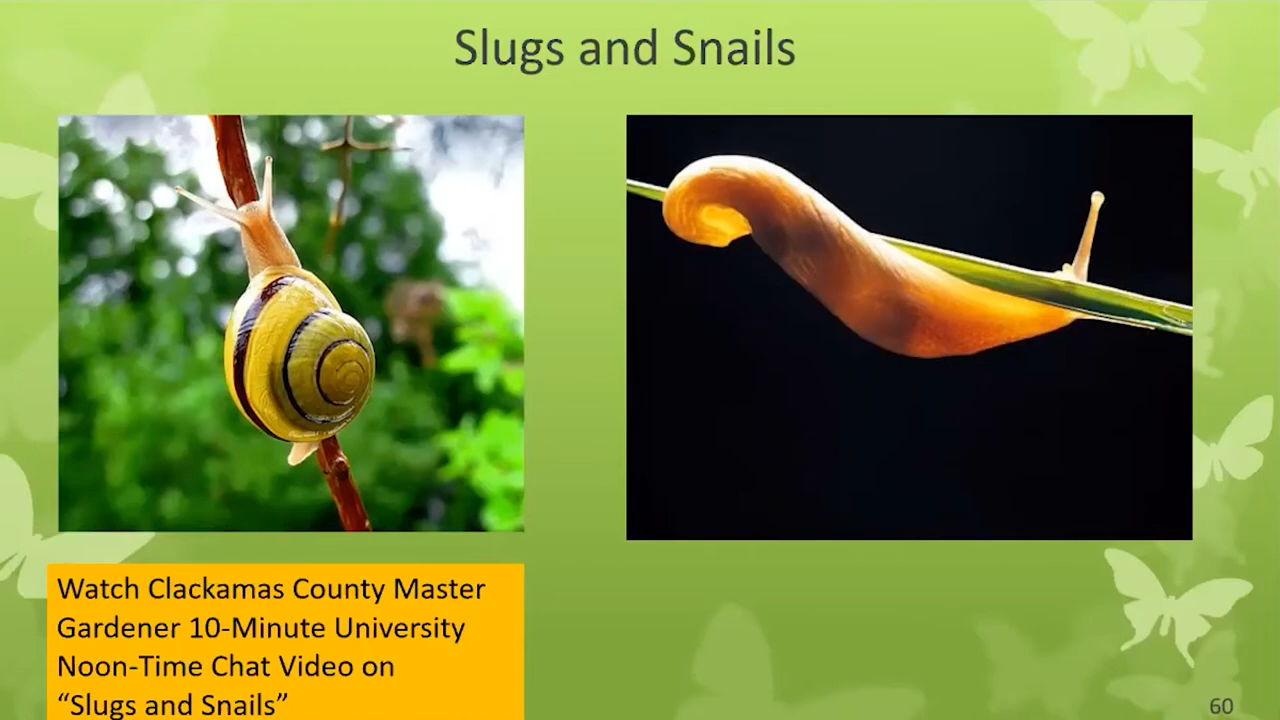 Slugs and Snails
Watch Clackamas County Master
Gardener 10-Minute University
Noon-Time Chat Video on
“Slugs and Snails”
60